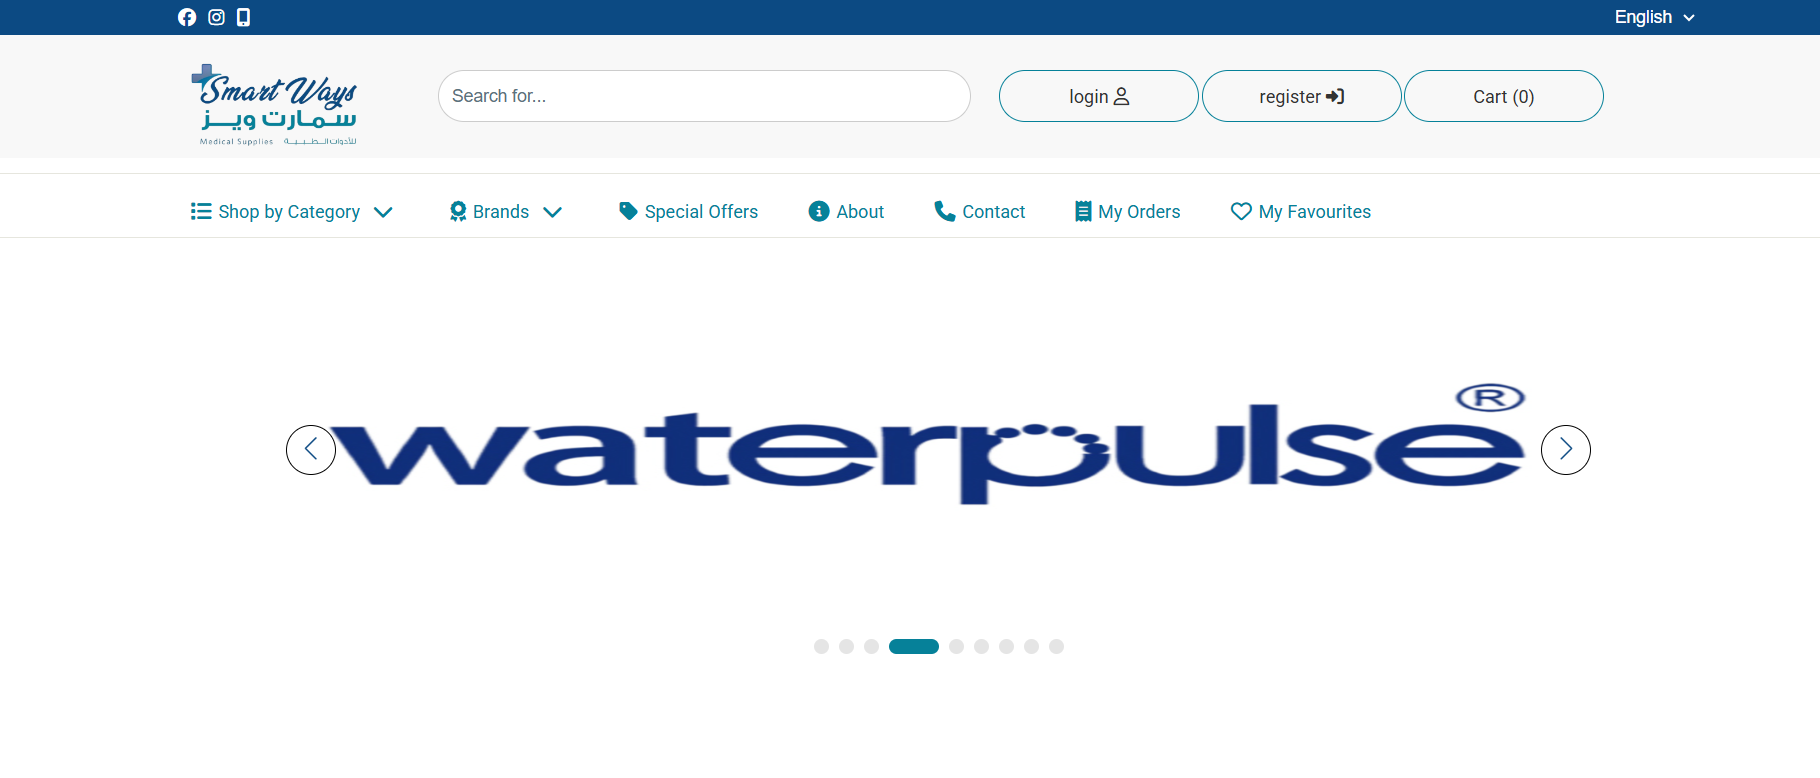 English
Smart Ways
سمارت ويز
Medical Supplies للأدوات الطبية
Search for...
login
register
Cart (0)
Shop by Category
Brands
Special Offers
About
Contact
My Orders
My Favourites
waterpulse®